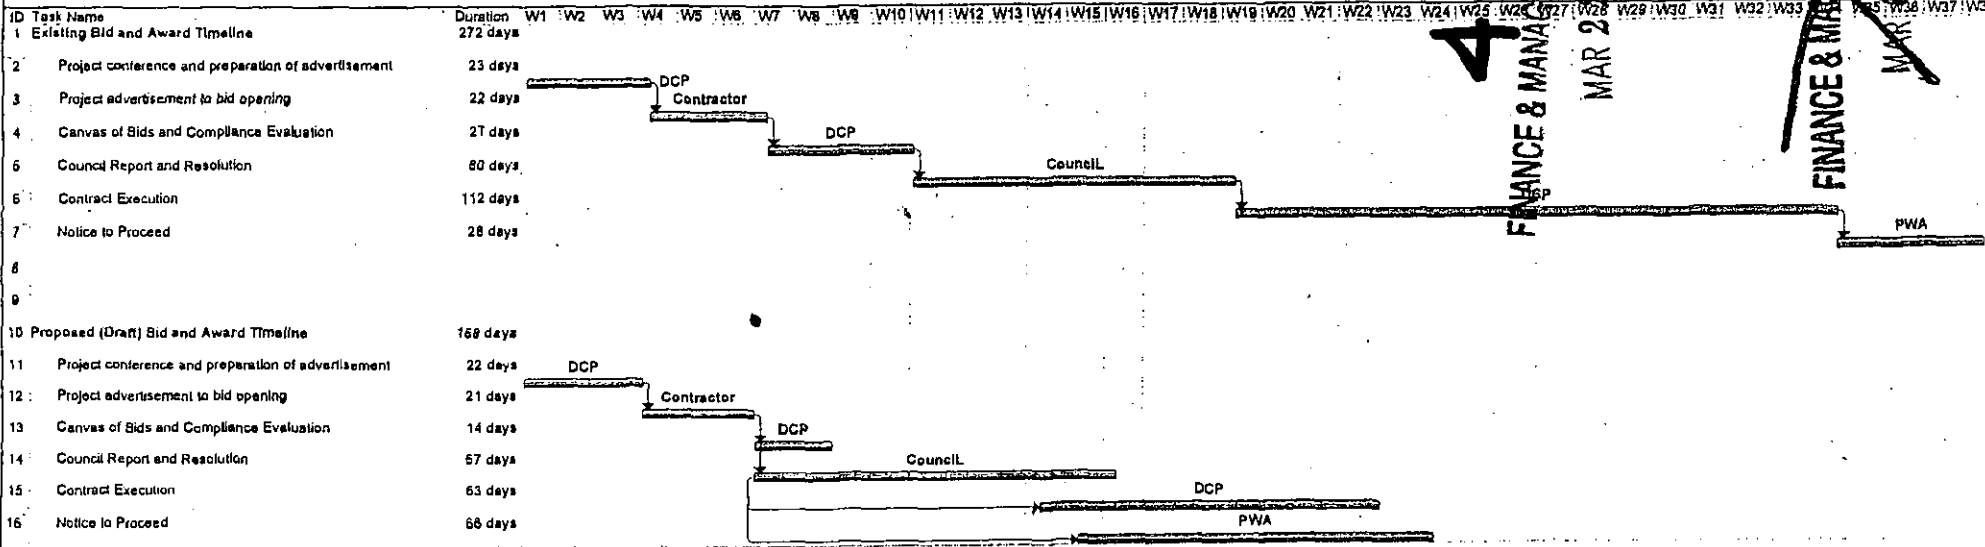 ID Task Name Duration W1 W2 W3 W4 W5 W6 W7 W8 W9 W10 W11 W12 W13 W14 W15 W16 W17 W18 W19 W20 W21 W22 W23 W24 W25 W26 W27 W28 W29 W30 W31 W32 W33 W35 W36 W37 W3
1 Existing Bid and Award Timeline 272 days
2 Project conference and preparation of advertisement 23 days
DCP
3 Project advertisement to bid opening 22 days
Contractor
4 Canvas of Bids and Compliance Evaluation 27 days
DCP
5 Council Report and Resolution 60 days
CounciL
6 Contract Execution 112 days
7 Notice to Proceed 28 days
PWA
8
9
10 Proposed (Draft) Bid and Award Timeline 168 days
11 Project conference and preparation of advertisement 22 days
DCP
12 Project advertisement to bid opening 21 days
Contractor
13 Canvas of Bids and Compliance Evaluation 14 days
DCP
14 Council Report and Resolution 67 days
CounciL
15 Contract Execution 63 days
DCP
16 Notice to Proceed 66 days
PWA
4
FINANCE & MANAG
MAR 2
FINANCE & MA
MAR